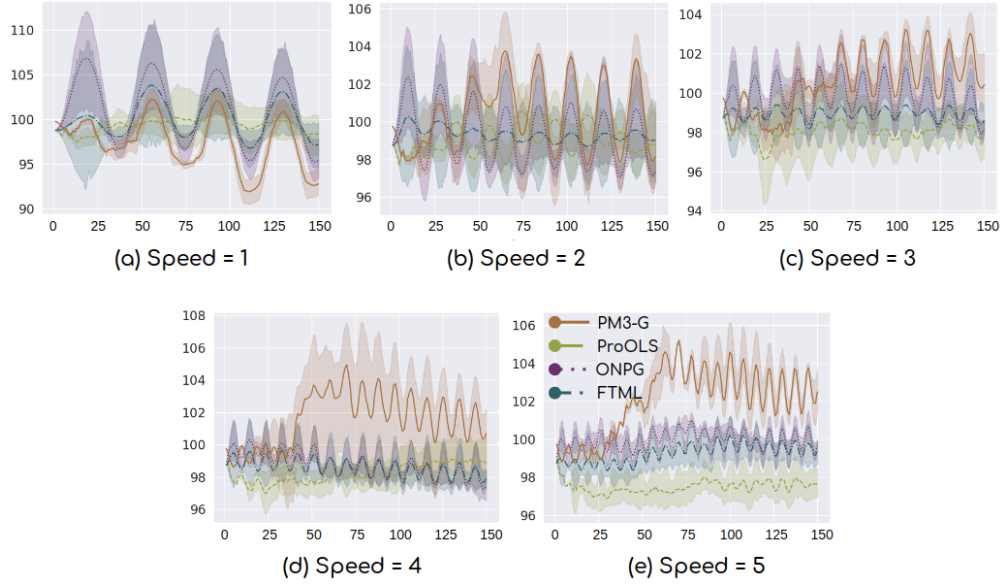 110
105
100
95
90
0 25 50 75 100 125 150
(a) Speed = 1
106
104
102
100
98
96
0 25 50 75 100 125 150
(b) Speed = 2
104
102
100
98
96
94
0 25 50 75 100 125 150
(c) Speed = 3
108
106
104
102
100
98
96
0 25 50 75 100 125 150
(d) Speed = 4
106
104
102
100
98
96
PM3-G
ProOLS
ONPG
FTML
0 25 50 75 100 125 150
(e) Speed = 5